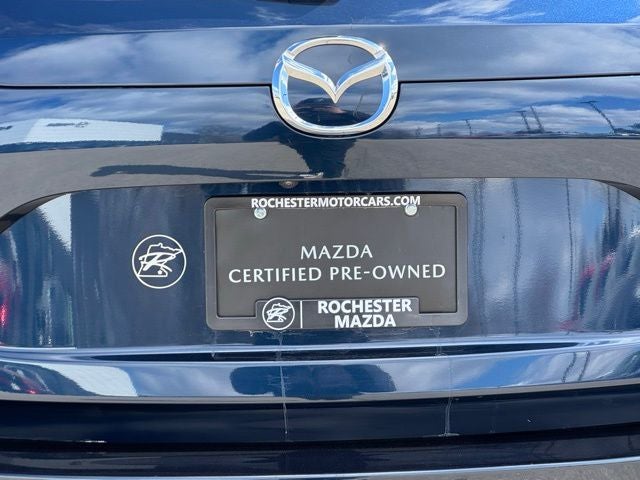 ROCHESTERMOTORCARS.COM
MAZDA
CERTIFIED PRE-OWNED
ROCHESTER
MAZDA